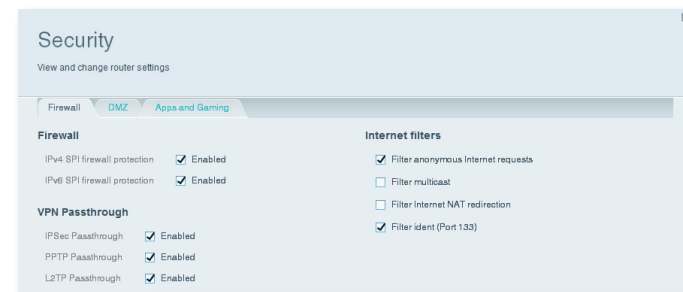 Security
View and change router settings
Firewall
DMZ
Apps and Gaming
Firewall
IPv4 SPI firewall protection Enabled
IPv6 SPI firewall protection Enabled
VPN Passthrough
IPSec Passthrough Enabled
PPTP Passthrough Enabled
L2TP Passthrough Enabled
Internet filters
Filter anonymous Internet requests
Filter multicast
Filter Internet NAT redirection
Filter ident (Port 133)